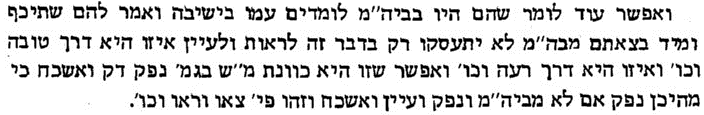 ואפשר עוד לומר שהם היו בביה״מ לומדים עמו בישיבה ואמר להם שתיכף
ומיד בצאתם מבה״מ לא יתעסקו רק בדבר זה לראות ולעיין איזו היא דרך טובה
וכו׳ ואיזו היא דרך רעה וכו׳ ואפשר שזו היא כוונת מ״ש בגמ׳ נפק דק ואשכח כי
מהיכן נפק אם לא מביה״מ ונפק ועיין ואשכח וזהו פי׳ צאו וראו וכו׳.